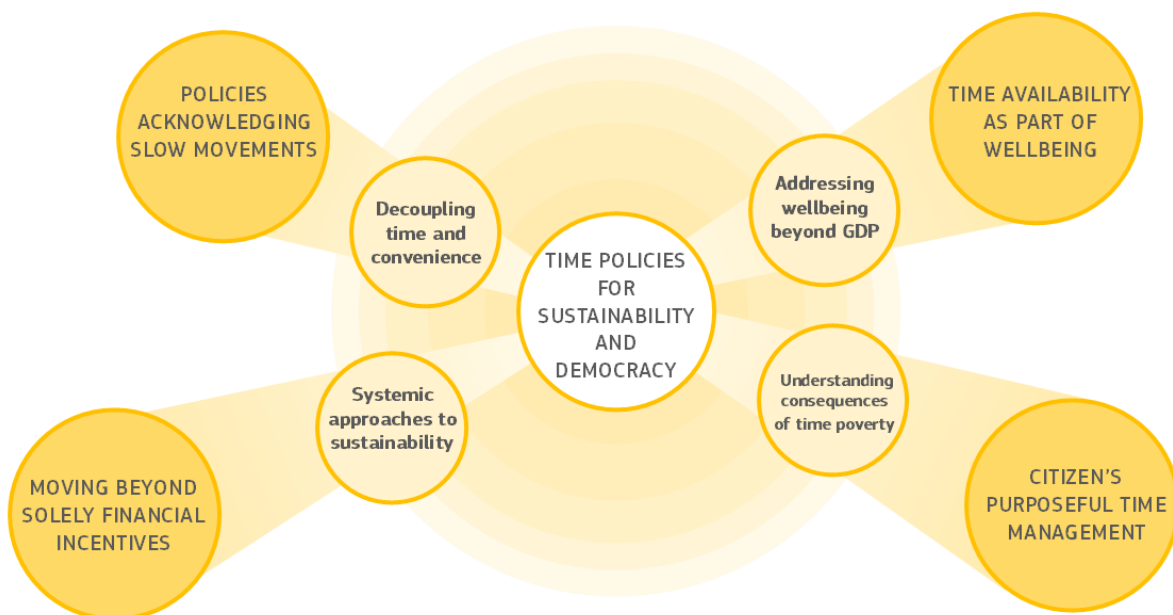 POLICIES
ACKNOWLEDGING
SLOW MOVEMENTS
Decoupling
time and
convenience
TIME AVAILABILITY
AS PART OF
WELLBEING
Addressing
wellbeing
beyond GDP
TIME POLICIES
FOR
SUSTAINABILITY
AND
DEMOCRACY
Systemic
approaches to
sustainability
MOVING BEYOND
SOLELY FINANCIAL
INCENTIVES
Understanding
consequences
of time poverty
CITIZEN'S
PURPOSEFUL TIME
MANAGEMENT